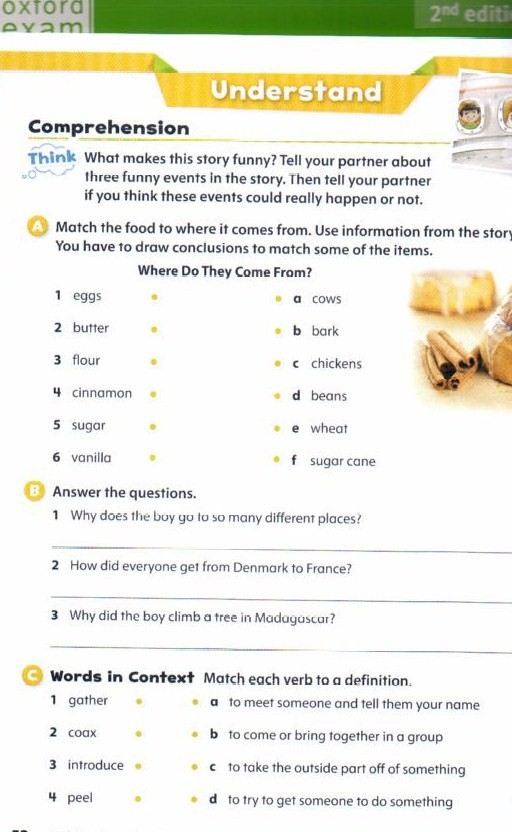 oxford
exam
2nd editi
Understand
Comprehension
Think What makes this story funny? Tell your partner about
three funny events in the story. Then tell your partner
if you think these events could really happen or not.
A Match the food to where it comes from. Use information from the story
You have to draw conclusions to match some of the items.
Where Do They Come From?
1 eggs a cows
2 butter b bark
3 flour c chickens
4 cinnamon d beans
5 sugar e wheat
6 vanilla f sugar cane
B Answer the questions.
1 Why does the boy go to so many different places?
2 How did everyone get from Denmark to France?
3 Why did the boy climb a tree in Madagascar?
C Words in Context Match each verb to a definition.
1 gather a to meet someone and tell them your name
2 coax b to come or bring together in a group
3 introduce c to take the outside part off of something
4 peel d to try to get someone to do something